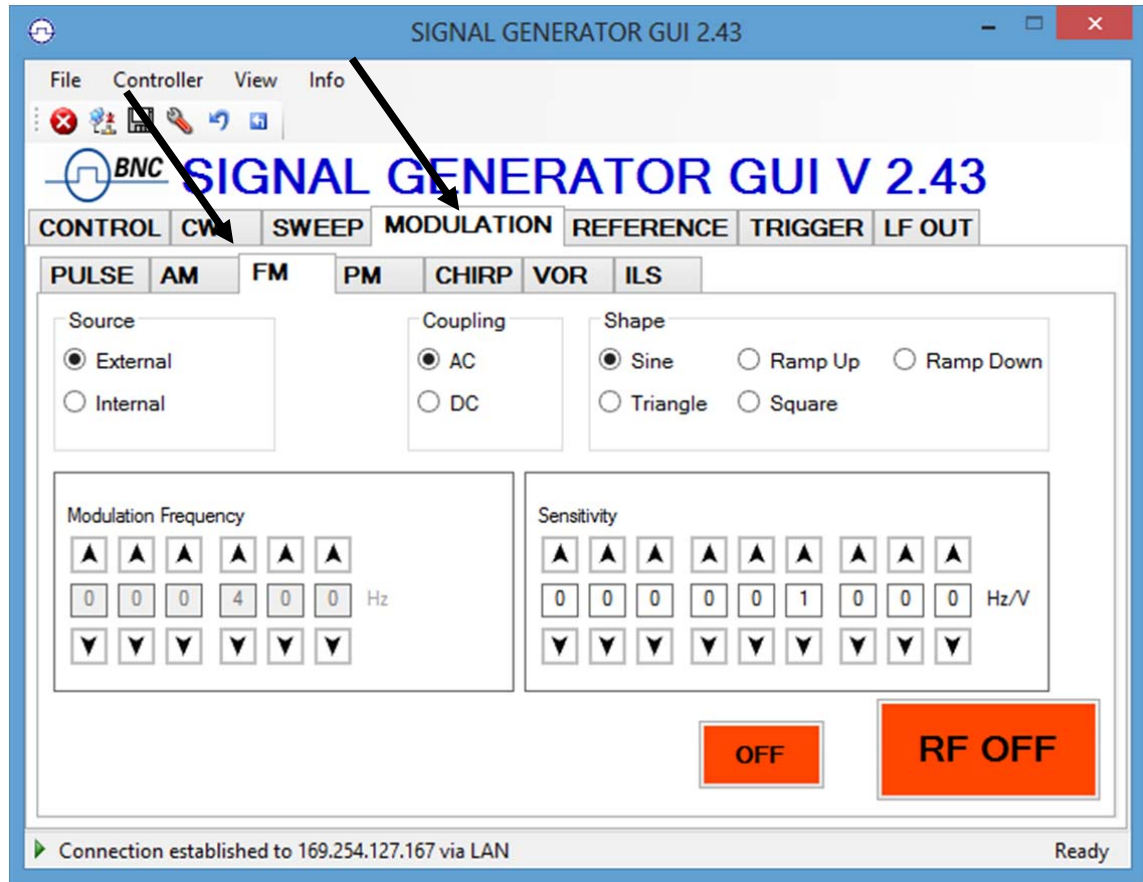 SIGNAL GENERATOR GUI 2.43
File Controller View Info
BNC SIGNAL GENERATOR GUI V 2.43
CONTROL CW SWEEP MODULATION REFERENCE TRIGGER LF OUT
PULSE AM FM PM CHIRP VOR ILS
Source Coupling Shape
External AC Sine Ramp Up Ramp Down
Internal DC Triangle Square
Modulation Frequency Sensitivity
0 0 0 4 0 0 Hz 0 0 0 0 0 1 0 0 0 Hz/V
OFF RF OFF
Connection established to 169.254.127.167 via LAN Ready